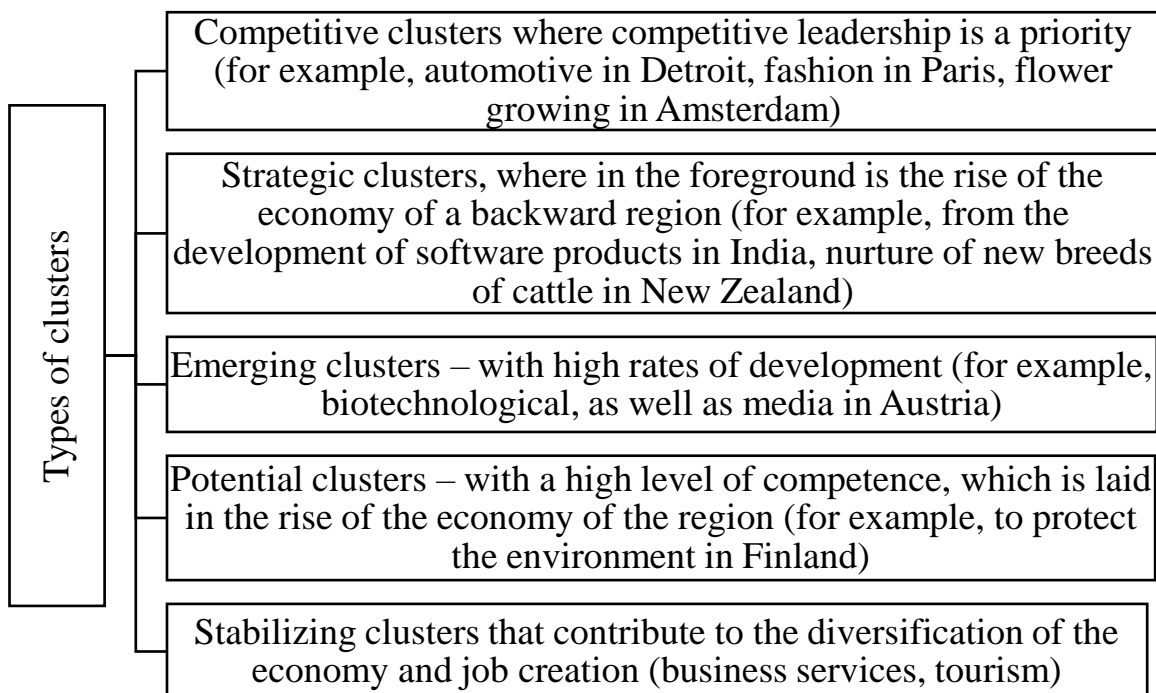 Types of clusters
Competitive clusters where competitive leadership is a priority
(for example, automotive in Detroit, fashion in Paris, flower
growing in Amsterdam)
Strategic clusters, where in the foreground is the rise of the
economy of a backward region (for example, from the
development of software products in India, nurture of new breeds
of cattle in New Zealand)
Emerging clusters – with high rates of development (for example,
biotechnological, as well as media in Austria)
Potential clusters – with a high level of competence, which is laid
in the rise of the economy of the region (for example, to protect
the environment in Finland)
Stabilizing clusters that contribute to the diversification of the
economy and job creation (business services, tourism)